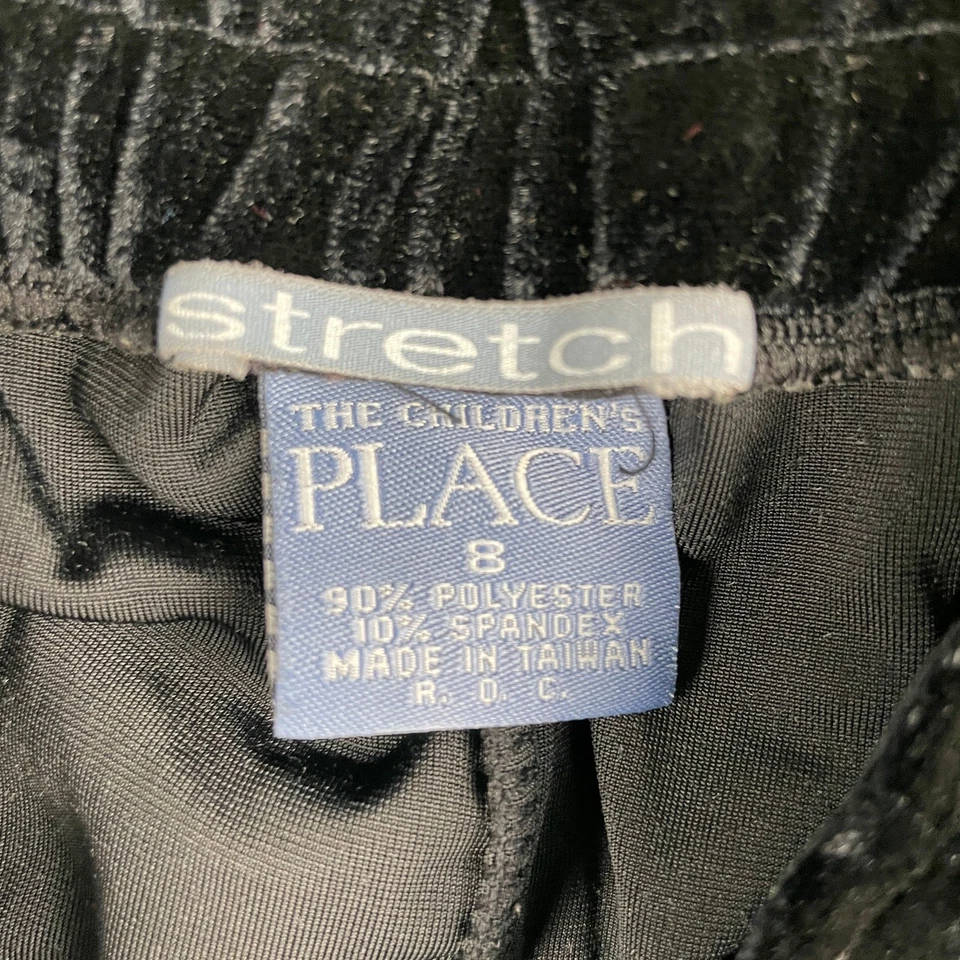 stretch
THE CHILDREN'S
PLACE
8
90% POLYESTER
10% SPANDEX
MADE IN TAIWAN
R. O. C.